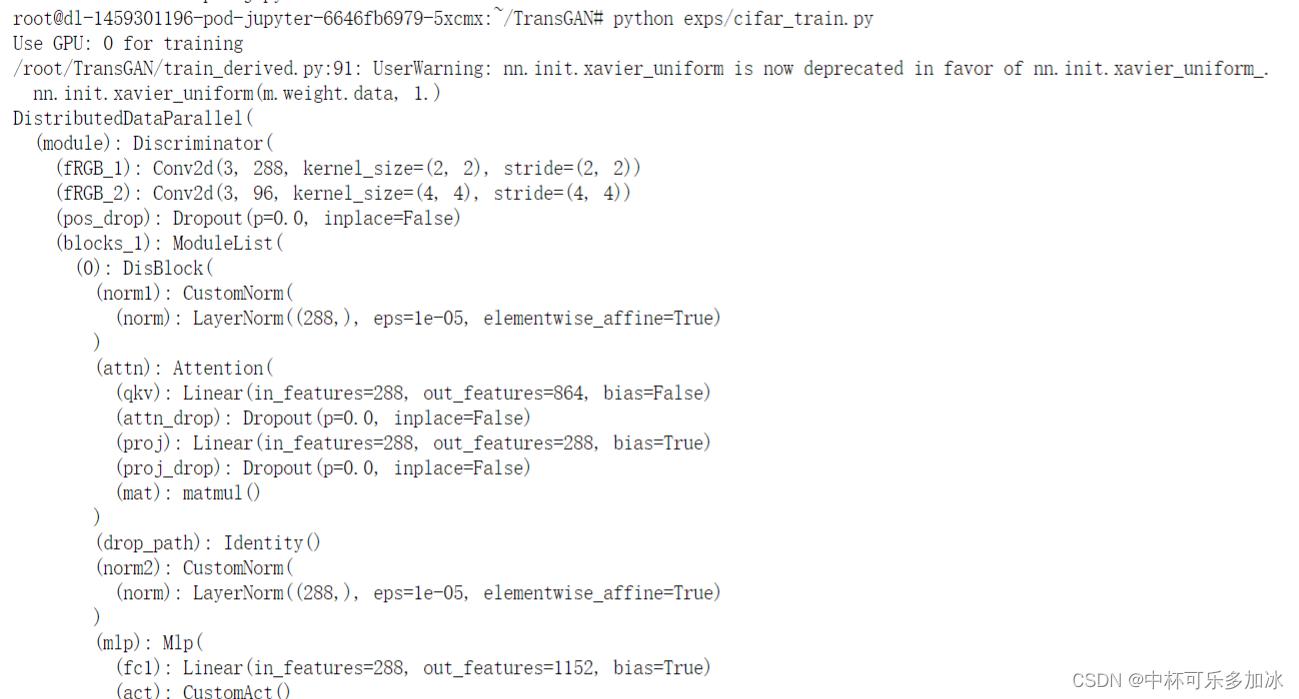 root@dl-1459301196-pod-jupyter-6646fb6979-5xcmx:~/TransGAN# python exps/cifar_train.py
Use GPU: 0 for training
/root/TransGAN/train_derived.py:91: UserWarning: nn.init.xavier_uniform is now deprecated in favor of nn.init.xavier_uniform_.
  nn.init.xavier_uniform(m.weight.data, 1.)
DistributedDataParallel(
  (module): Discriminator(
    (fRGB_1): Conv2d(3, 288, kernel_size=(2, 2), stride=(2, 2))
    (fRGB_2): Conv2d(3, 96, kernel_size=(4, 4), stride=(4, 4))
    (pos_drop): Dropout(p=0.0, inplace=False)
    (blocks_1): ModuleList(
      (0): DisBlock(
        (norm1): CustomNorm(
          (norm): LayerNorm((288,), eps=1e-05, elementwise_affine=True)
        )
        (attn): Attention(
          (qkv): Linear(in_features=288, out_features=864, bias=False)
          (attn_drop): Dropout(p=0.0, inplace=False)
          (proj): Linear(in_features=288, out_features=288, bias=True)
          (proj_drop): Dropout(p=0.0, inplace=False)
          (mat): matmul()
        )
        (drop_path): Identity()
        (norm2): CustomNorm(
          (norm): LayerNorm((288,), eps=1e-05, elementwise_affine=True)
        )
        (mlp): Mlp(
          (fc1): Linear(in_features=288, out_features=1152, bias=True)
          (act): CustomAct()
CSDN @中杯可乐多加冰